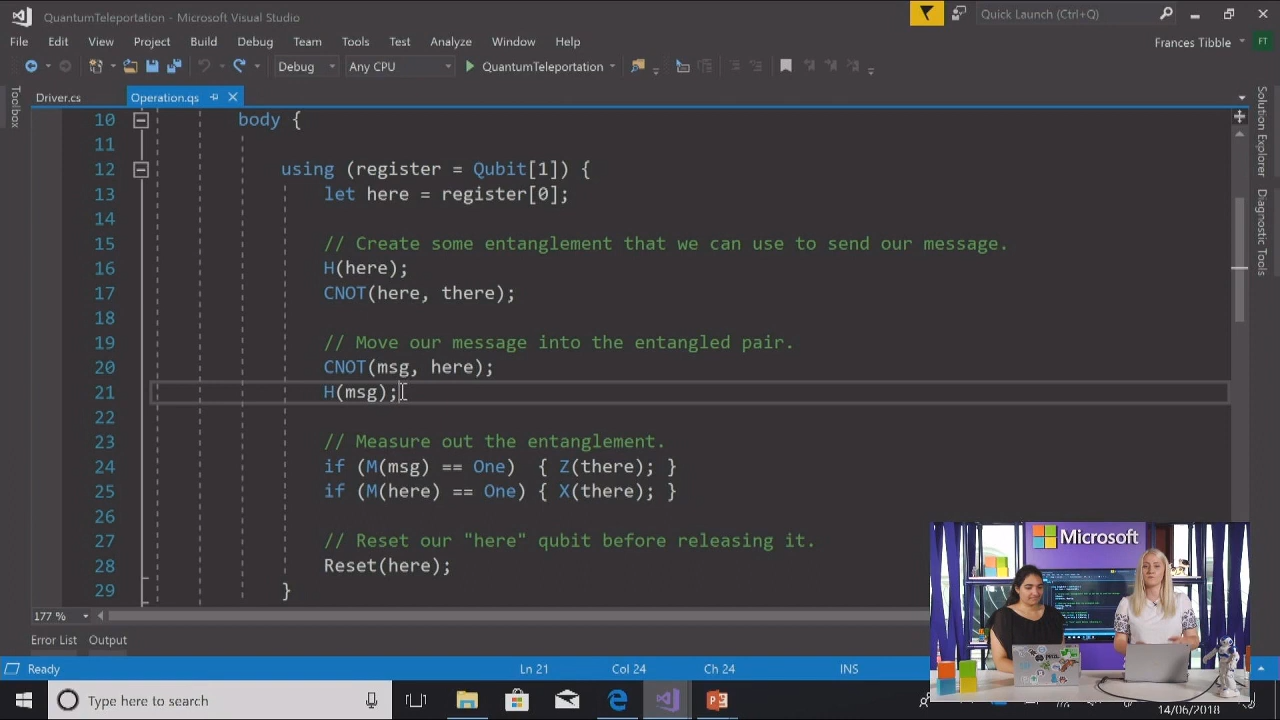 QuantumTeleportation - Microsoft Visual Studio
Quick Launch (Ctrl+Q)
File Edit View Project Build Debug Team Tools Test Analyze Window Help
Frances Tibble FT
Debug Any CPU QuantumTeleportation
Toolbox
Driver.cs Operation.qs
Solution Explorer
Diagnostic Tools
10 body {
11
12 using (register = Qubit[1]) {
13 let here = register[0];
14
15 // Create some entanglement that we can use to send our message.
16 H(here);
17 CNOT(here, there);
18
19 // Move our message into the entangled pair.
20 CNOT(msg, here);
21 H(msg);
22
23 // Measure out the entanglement.
24 if (M(msg) == One) { Z(there); }
25 if (M(here) == One) { X(there); }
26
27 // Reset our "here" qubit before releasing it.
28 Reset(here);
29 }
Microsoft
177 %
Error List Output
Ready Ln 21 Col 24 Ch 24 INS
Type here to search
14/06/2018